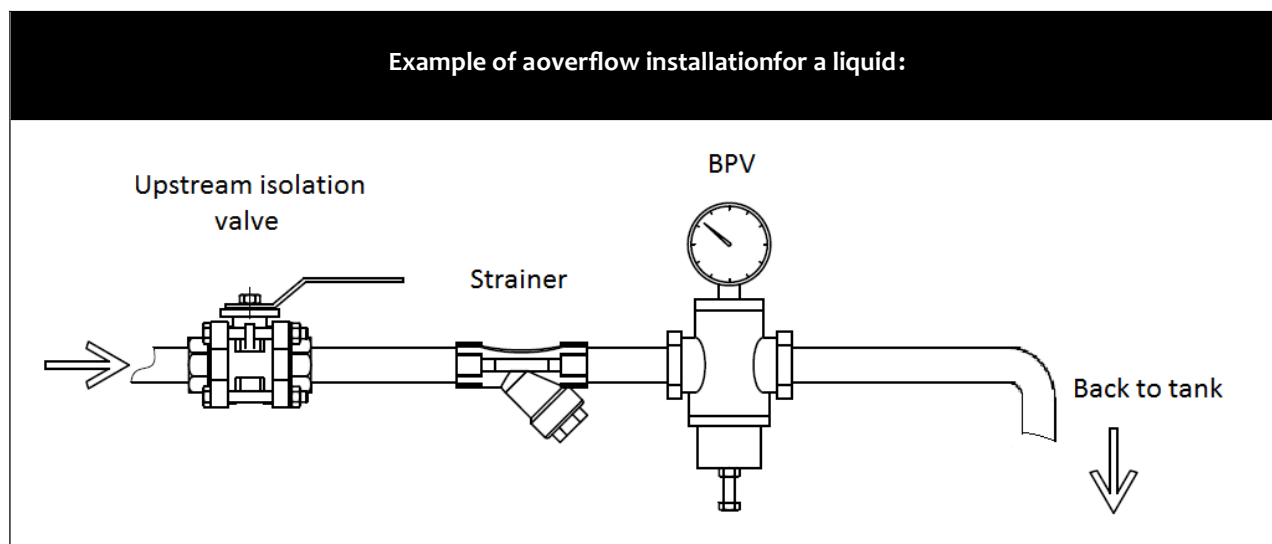 Example of aoverflow installationfor a liquid:
BPV
Upstream isolation
valve
Strainer
Back to tank